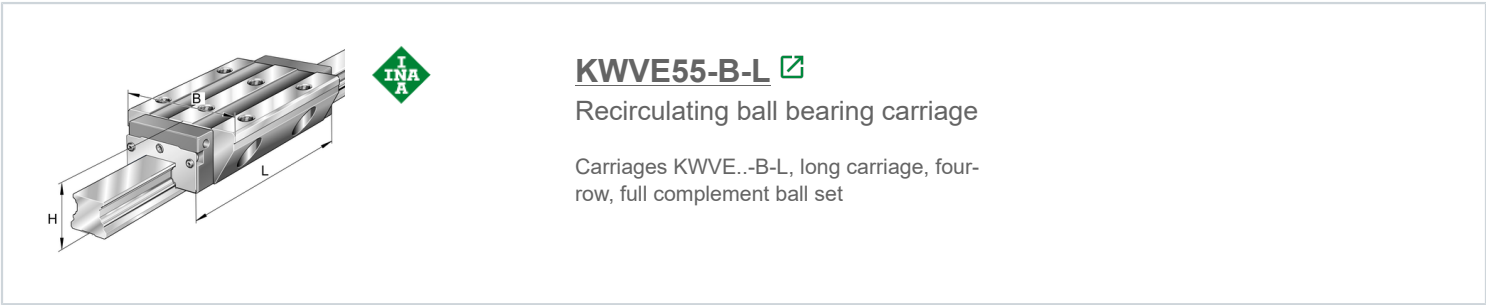 B
L
H
I
INA
A
KWVE55-B-L
Recirculating ball bearing carriage
Carriages KWVE..-B-L, long carriage, four-
row, full complement ball set